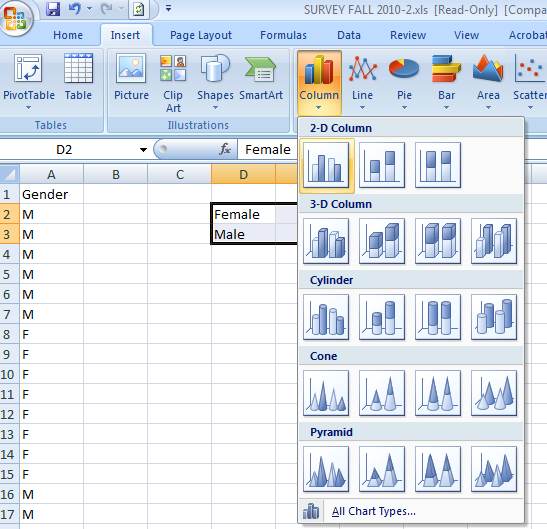 SURVEY FALL 2010-2.xls [Read-Only] [Compa
Home Insert Page Layout Formulas Data Review View Acrobat
PivotTable Table Picture Clip Art Shapes SmartArt Column Line Pie Bar Area Scatter
Tables Illustrations
D2 fx Female
A B C D
1 Gender
2 M Female
3 M Male
4 M
5 M
6 M
7 M
8 F
9 F
10 F
11 F
12 F
13 F
14 F
15 F
16 M
17 M
2-D Column
3-D Column
Cylinder
Cone
Pyramid
All Chart Types...